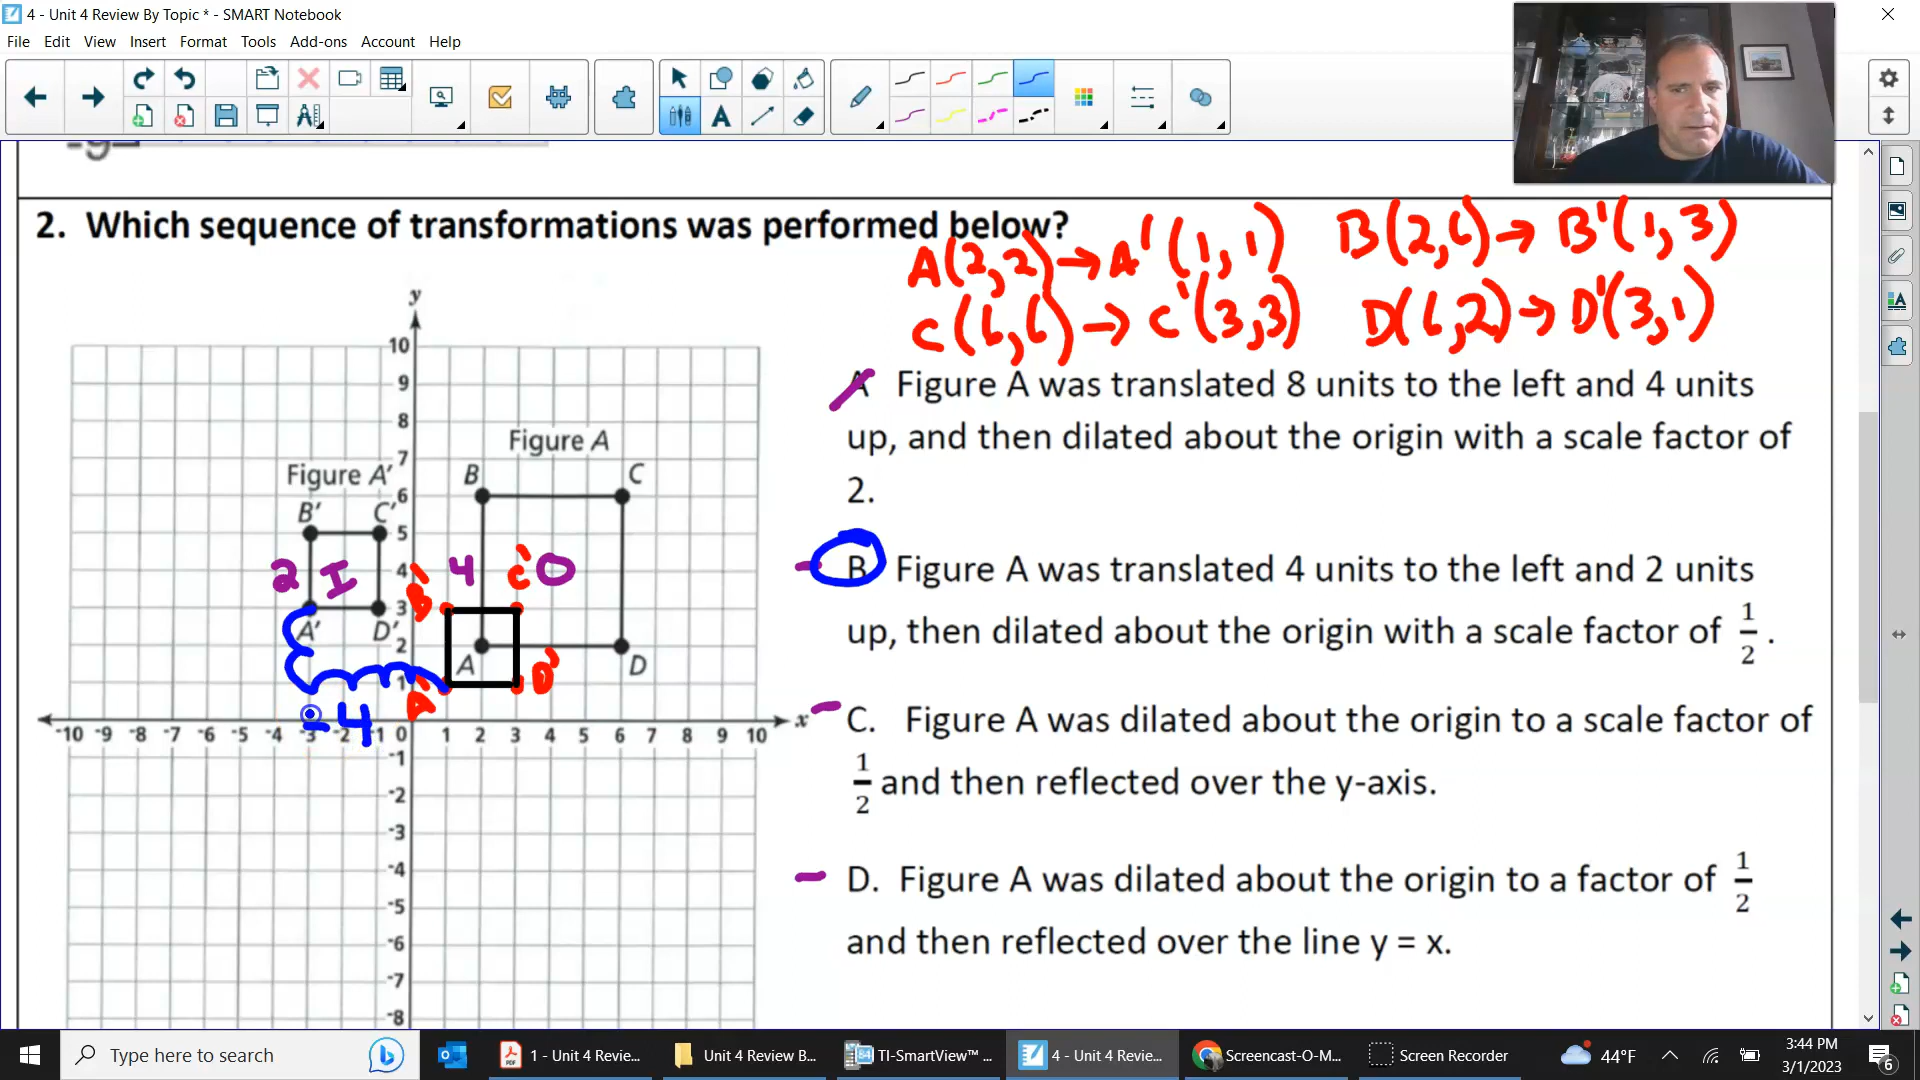 4 - Unit 4 Review By Topic * - SMART Notebook
File Edit View Insert Format Tools Add-ons Account Help
2. Which sequence of transformations was performed below?
A(2,2) → A'(1,1) B(2,6) → B'(1,3)
C(6,6) → C'(3,3) D(6,2) → D'(3,1)
y
10
9
8
7
6
5
4
3
2
1
Figure A
Figure A'
B C
B' C'
2 I 4 C' O
B'
A' D'
A D
A' D'
-4
x
-10 -9 -8 -7 -6 -5 -4 -3 -2 -1 0 1 2 3 4 5 6 7 8 9 10
-1
-2
-3
-4
-5
-6
-7
-8
A Figure A was translated 8 units to the left and 4 units
up, and then dilated about the origin with a scale factor of
2.
B. Figure A was translated 4 units to the left and 2 units
up, then dilated about the origin with a scale factor of 1/2 .
C. Figure A was dilated about the origin to a scale factor of
1/2 and then reflected over the y-axis.
D. Figure A was dilated about the origin to a factor of 1/2
and then reflected over the line y = x.
Type here to search
1 - Unit 4 Revie...
Unit 4 Review B...
TI-SmartView™ ...
4 - Unit 4 Revie...
Screencast-O-M...
Screen Recorder
44°F
3:44 PM
3/1/2023
6